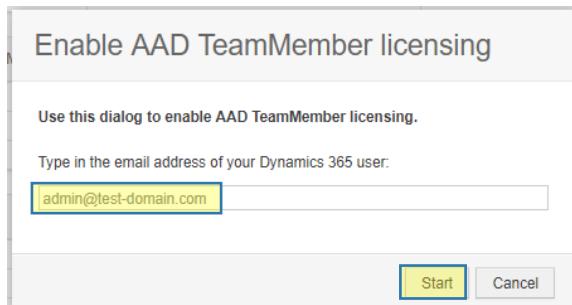 Enable AAD TeamMember licensing
Use this dialog to enable AAD TeamMember licensing.
Type in the email address of your Dynamics 365 user:
admin@test-domain.com
Start Cancel